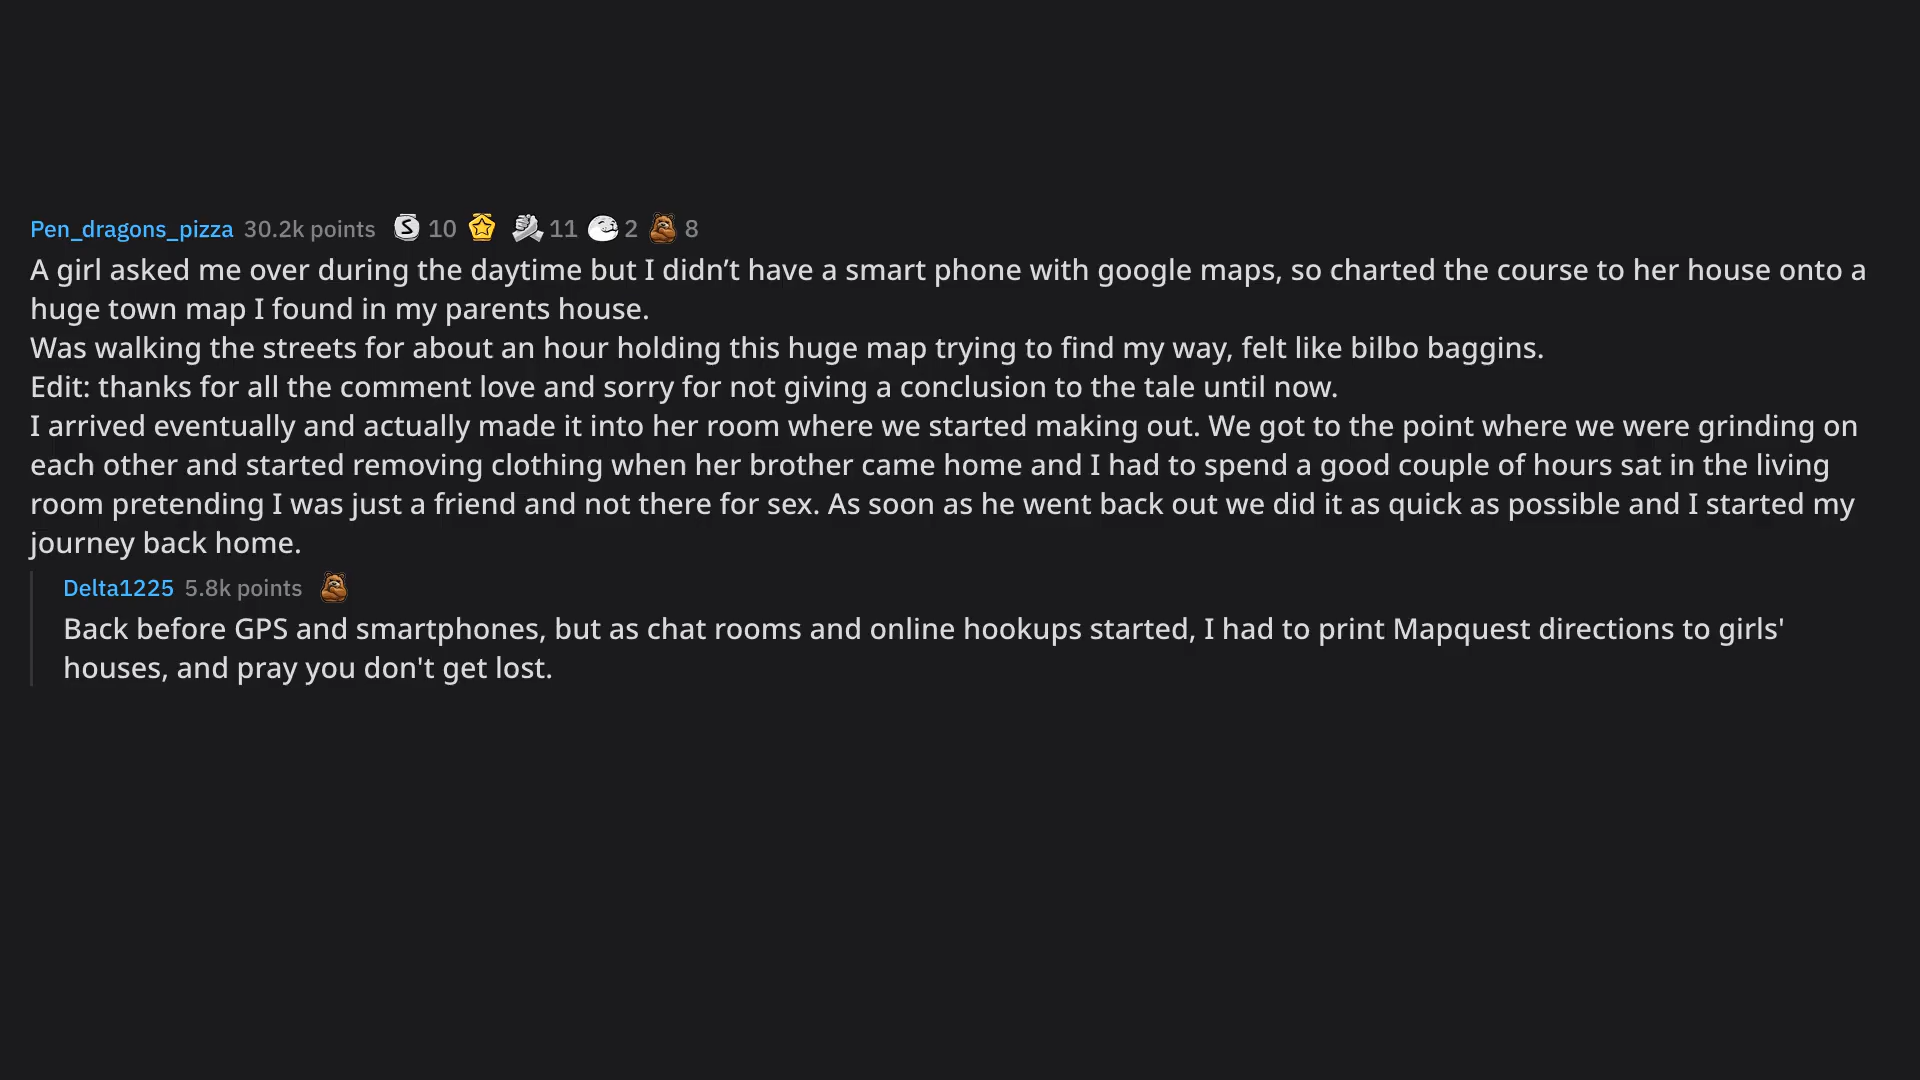 Pen_dragons_pizza 30.2k points 10 11 2 8
A girl asked me over during the daytime but I didn’t have a smart phone with google maps, so charted the course to her house onto a
huge town map I found in my parents house.
Was walking the streets for about an hour holding this huge map trying to find my way, felt like bilbo baggins.
Edit: thanks for all the comment love and sorry for not giving a conclusion to the tale until now.
I arrived eventually and actually made it into her room where we started making out. We got to the point where we were grinding on
each other and started removing clothing when her brother came home and I had to spend a good couple of hours sat in the living
room pretending I was just a friend and not there for sex. As soon as he went back out we did it as quick as possible and I started my
journey back home.
Delta1225 5.8k points
Back before GPS and smartphones, but as chat rooms and online hookups started, I had to print Mapquest directions to girls'
houses, and pray you don't get lost.